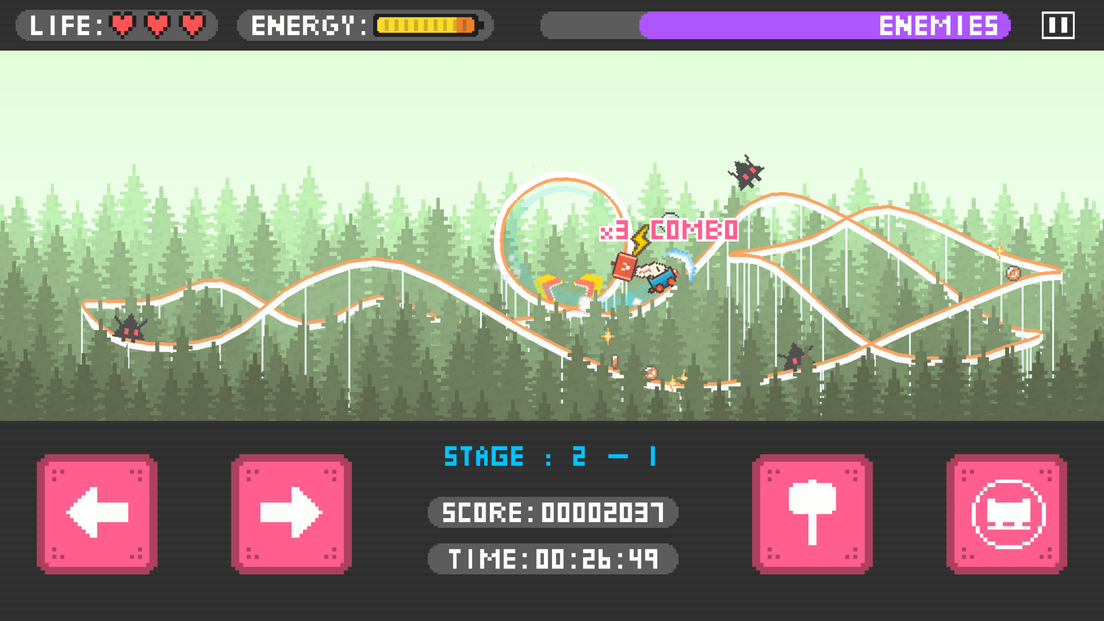 LIFE:
ENERGY:
ENEMIES
x3 COMBO
STAGE : 2 - 1
SCORE:00002037
TIME:00:26:49